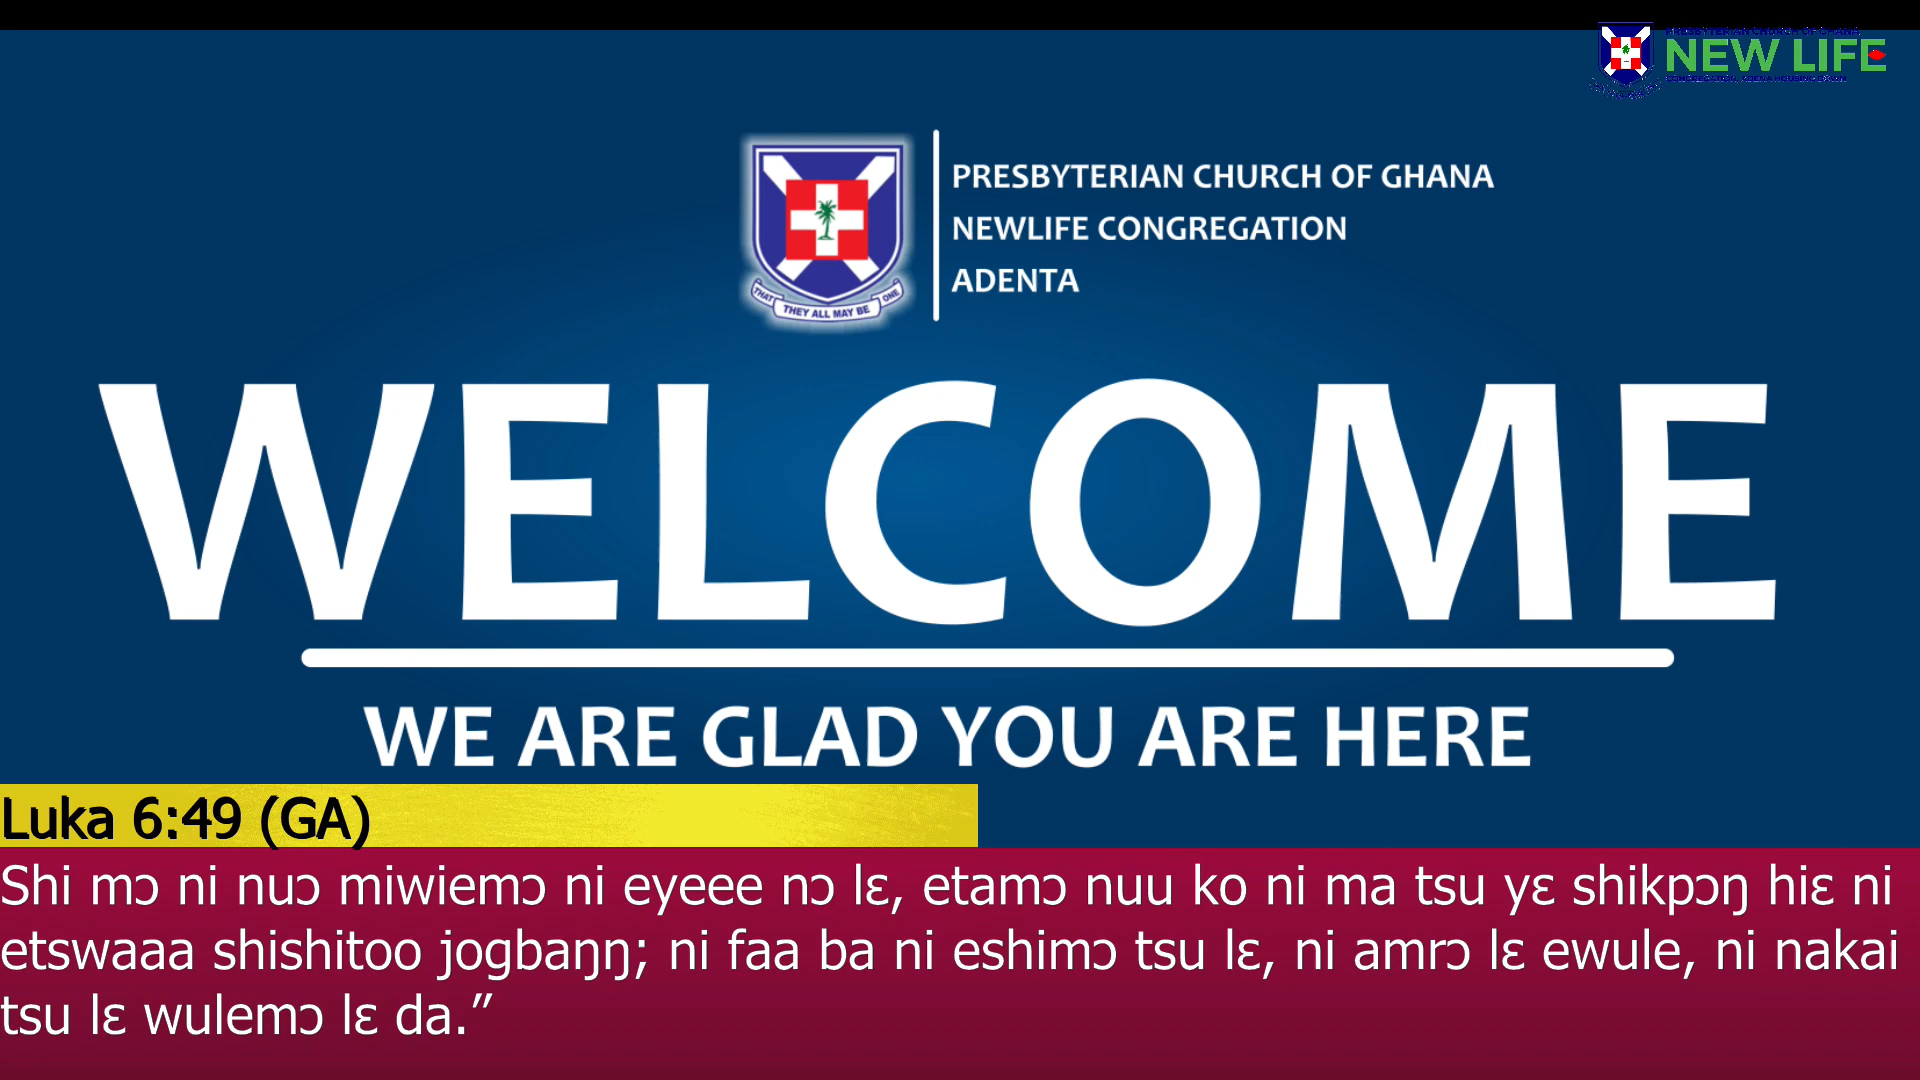 NEW LIFE
PRESBYTERIAN CHURCH OF GHANA
NEWLIFE CONGREGATION
ADENTA
THAT THEY ALL MAY BE ONE
WELCOME
WE ARE GLAD YOU ARE HERE
Luka 6:49 (GA)
Shi mɔ ni nuɔ miwiemɔ ni eyeee nɔ lɛ, etamɔ nuu ko ni ma tsu yɛ shikpɔŋ hiɛ ni
etswaaa shishitoo jogbaŋŋ; ni faa ba ni eshimɔ tsu lɛ, ni amrɔ lɛ ewule, ni nakai
tsu lɛ wulemɔ lɛ da.”